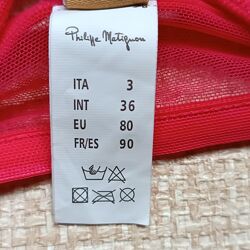 Philippe Matignon
ITA 3
INT 36
EU 80
FR/ES 90